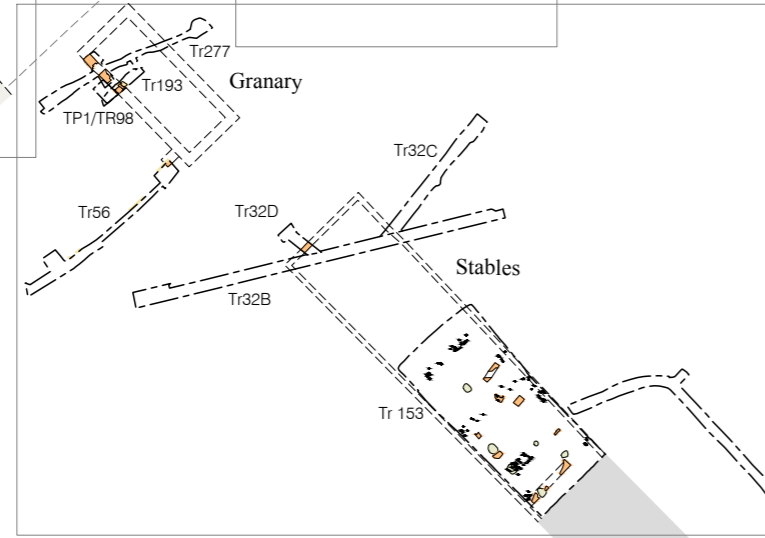 Tr277
Granary
Tr193
TP1/TR98
Tr32C
Tr56
Tr32D
Stables
Tr32B
Tr 153